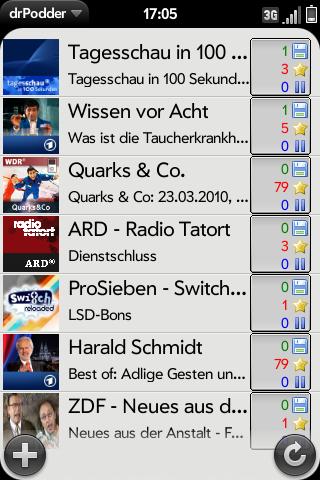 drPodder
17:05
3G
Tagesschau in 100 ...
Tagesschau in 100 Sekund...
1
3
0
tagesschau
in 100 Sekunden
Wissen vor Acht
Was ist die Taucherkrankh...
1
5
0
Quarks & Co.
Quarks & Co: 23.03.2010, ...
0
79
0
WDR
Quarks&Co
ARD - Radio Tatort
Dienstschluss
0
3
0
radio
tatort
ARD
ProSieben - Switch...
LSD-Bons
0
1
0
Switch
reloaded
Harald Schmidt
Best of: Adlige Gesten un...
0
79
0
ZDF - Neues aus d...
Neues aus der Anstalt - F...
0
1
0